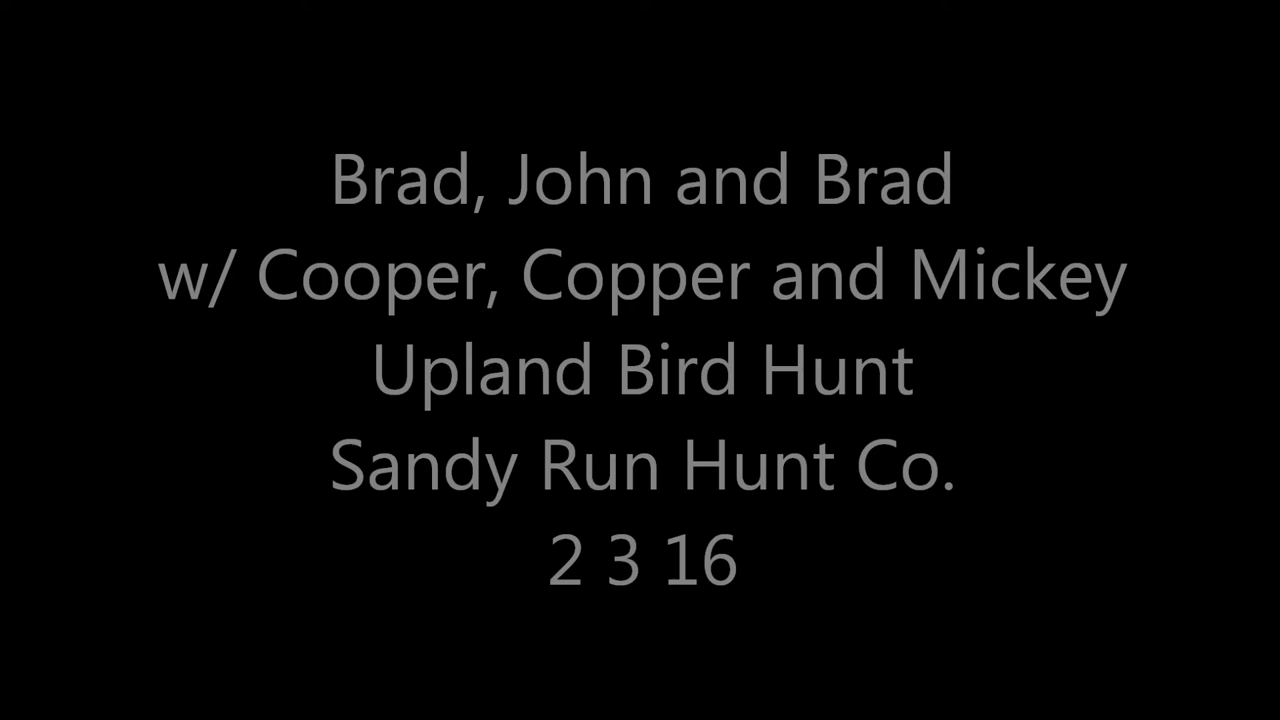 Brad, John and Brad
w/ Cooper, Copper and Mickey
Upland Bird Hunt
Sandy Run Hunt Co.
2 3 16